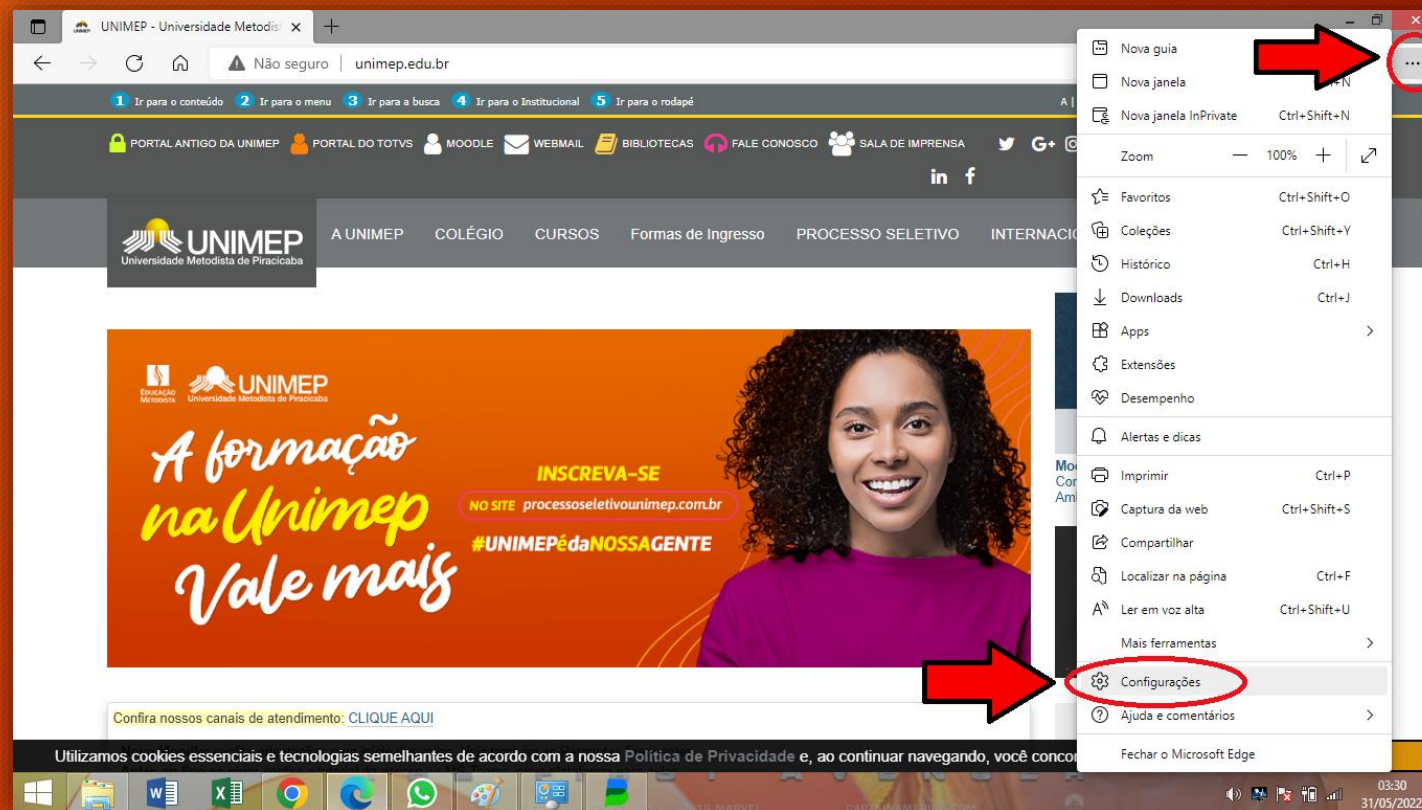 UNIMEP - Universidade Metodis
Não seguro | unimep.edu.br
1 Ir para o conteúdo 2 Ir para o menu 3 Ir para a busca 4 Ir para o Institucional 5 Ir para o rodapé
A |
PORTAL ANTIGO DA UNIMEP PORTAL DO TOTVS MOODLE WEBMAIL BIBLIOTECAS FALE CONOSCO SALA DE IMPRENSA G+
in f
UNIMEP
Universidade Metodista de Piracicaba
A UNIMEP COLÉGIO CURSOS Formas de Ingresso PROCESSO SELETIVO INTERNACIO
EDUCAÇÃO
METODISTA
UNIMEP
Universidade Metodista de Piracicaba
A formação
na Unimep
Vale mais
INSCREVA-SE
NO SITE processoseletivounimep.com.br
#UNIMEPédaNOSSAGENTE
Moo
Con
Am
Confira nossos canais de atendimento: CLIQUE AQUI
Utilizamos cookies essenciais e tecnologias semelhantes de acordo com a nossa Política de Privacidade e, ao continuar navegando, você concor
Nova guia
Nova janela
Nova janela InPrivate Ctrl+Shift+N
Zoom — 100% +
Favoritos Ctrl+Shift+O
Coleções Ctrl+Shift+Y
Histórico Ctrl+H
Downloads Ctrl+J
Apps
Extensões
Desempenho
Alertas e dicas
Imprimir Ctrl+P
Captura da web Ctrl+Shift+S
Compartilhar
Localizar na página Ctrl+F
Ler em voz alta Ctrl+Shift+U
Mais ferramentas
Configurações
Ajuda e comentários
Fechar o Microsoft Edge
03:30
31/05/2022